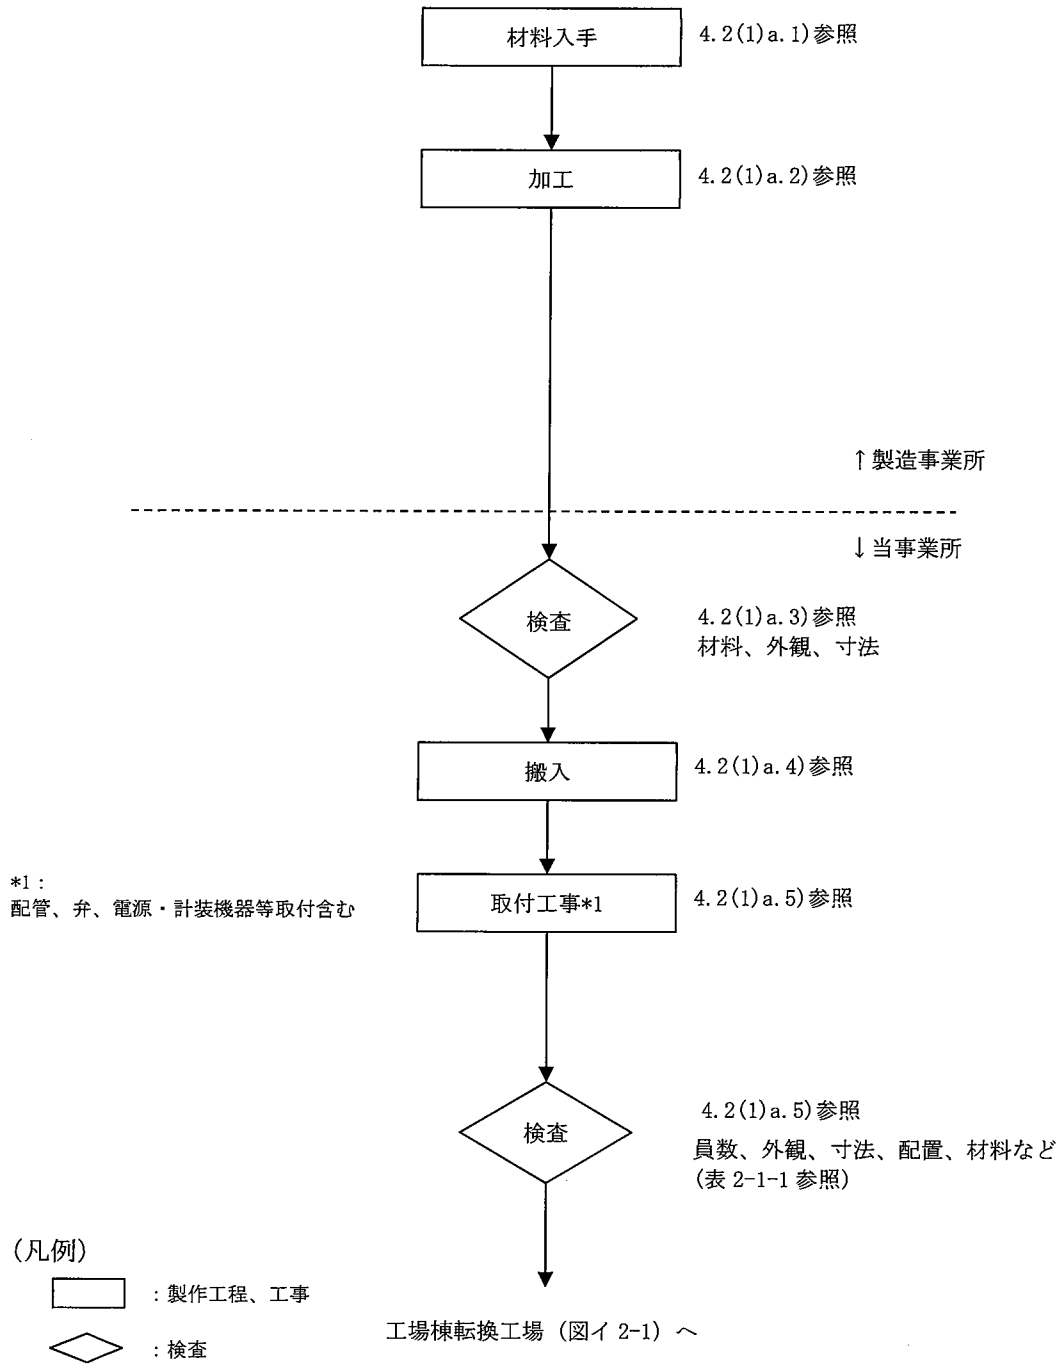 材料入手
4.2(1)a.1)参照
加工
4.2(1)a.2)参照
↑製造事業所
↓当事業所
検査
4.2(1)a.3)参照
材料、外観、寸法
搬入
4.2(1)a.4)参照
*1：
配管、弁、電源・計装機器等取付含む
取付工事*1
4.2(1)a.5)参照
検査
4.2(1)a.5)参照
員数、外観、寸法、配置、材料など
(表 2-1-1 参照)
(凡例)
：製作工程、工事
：検査
工場棟転換工場（図イ 2-1）へ